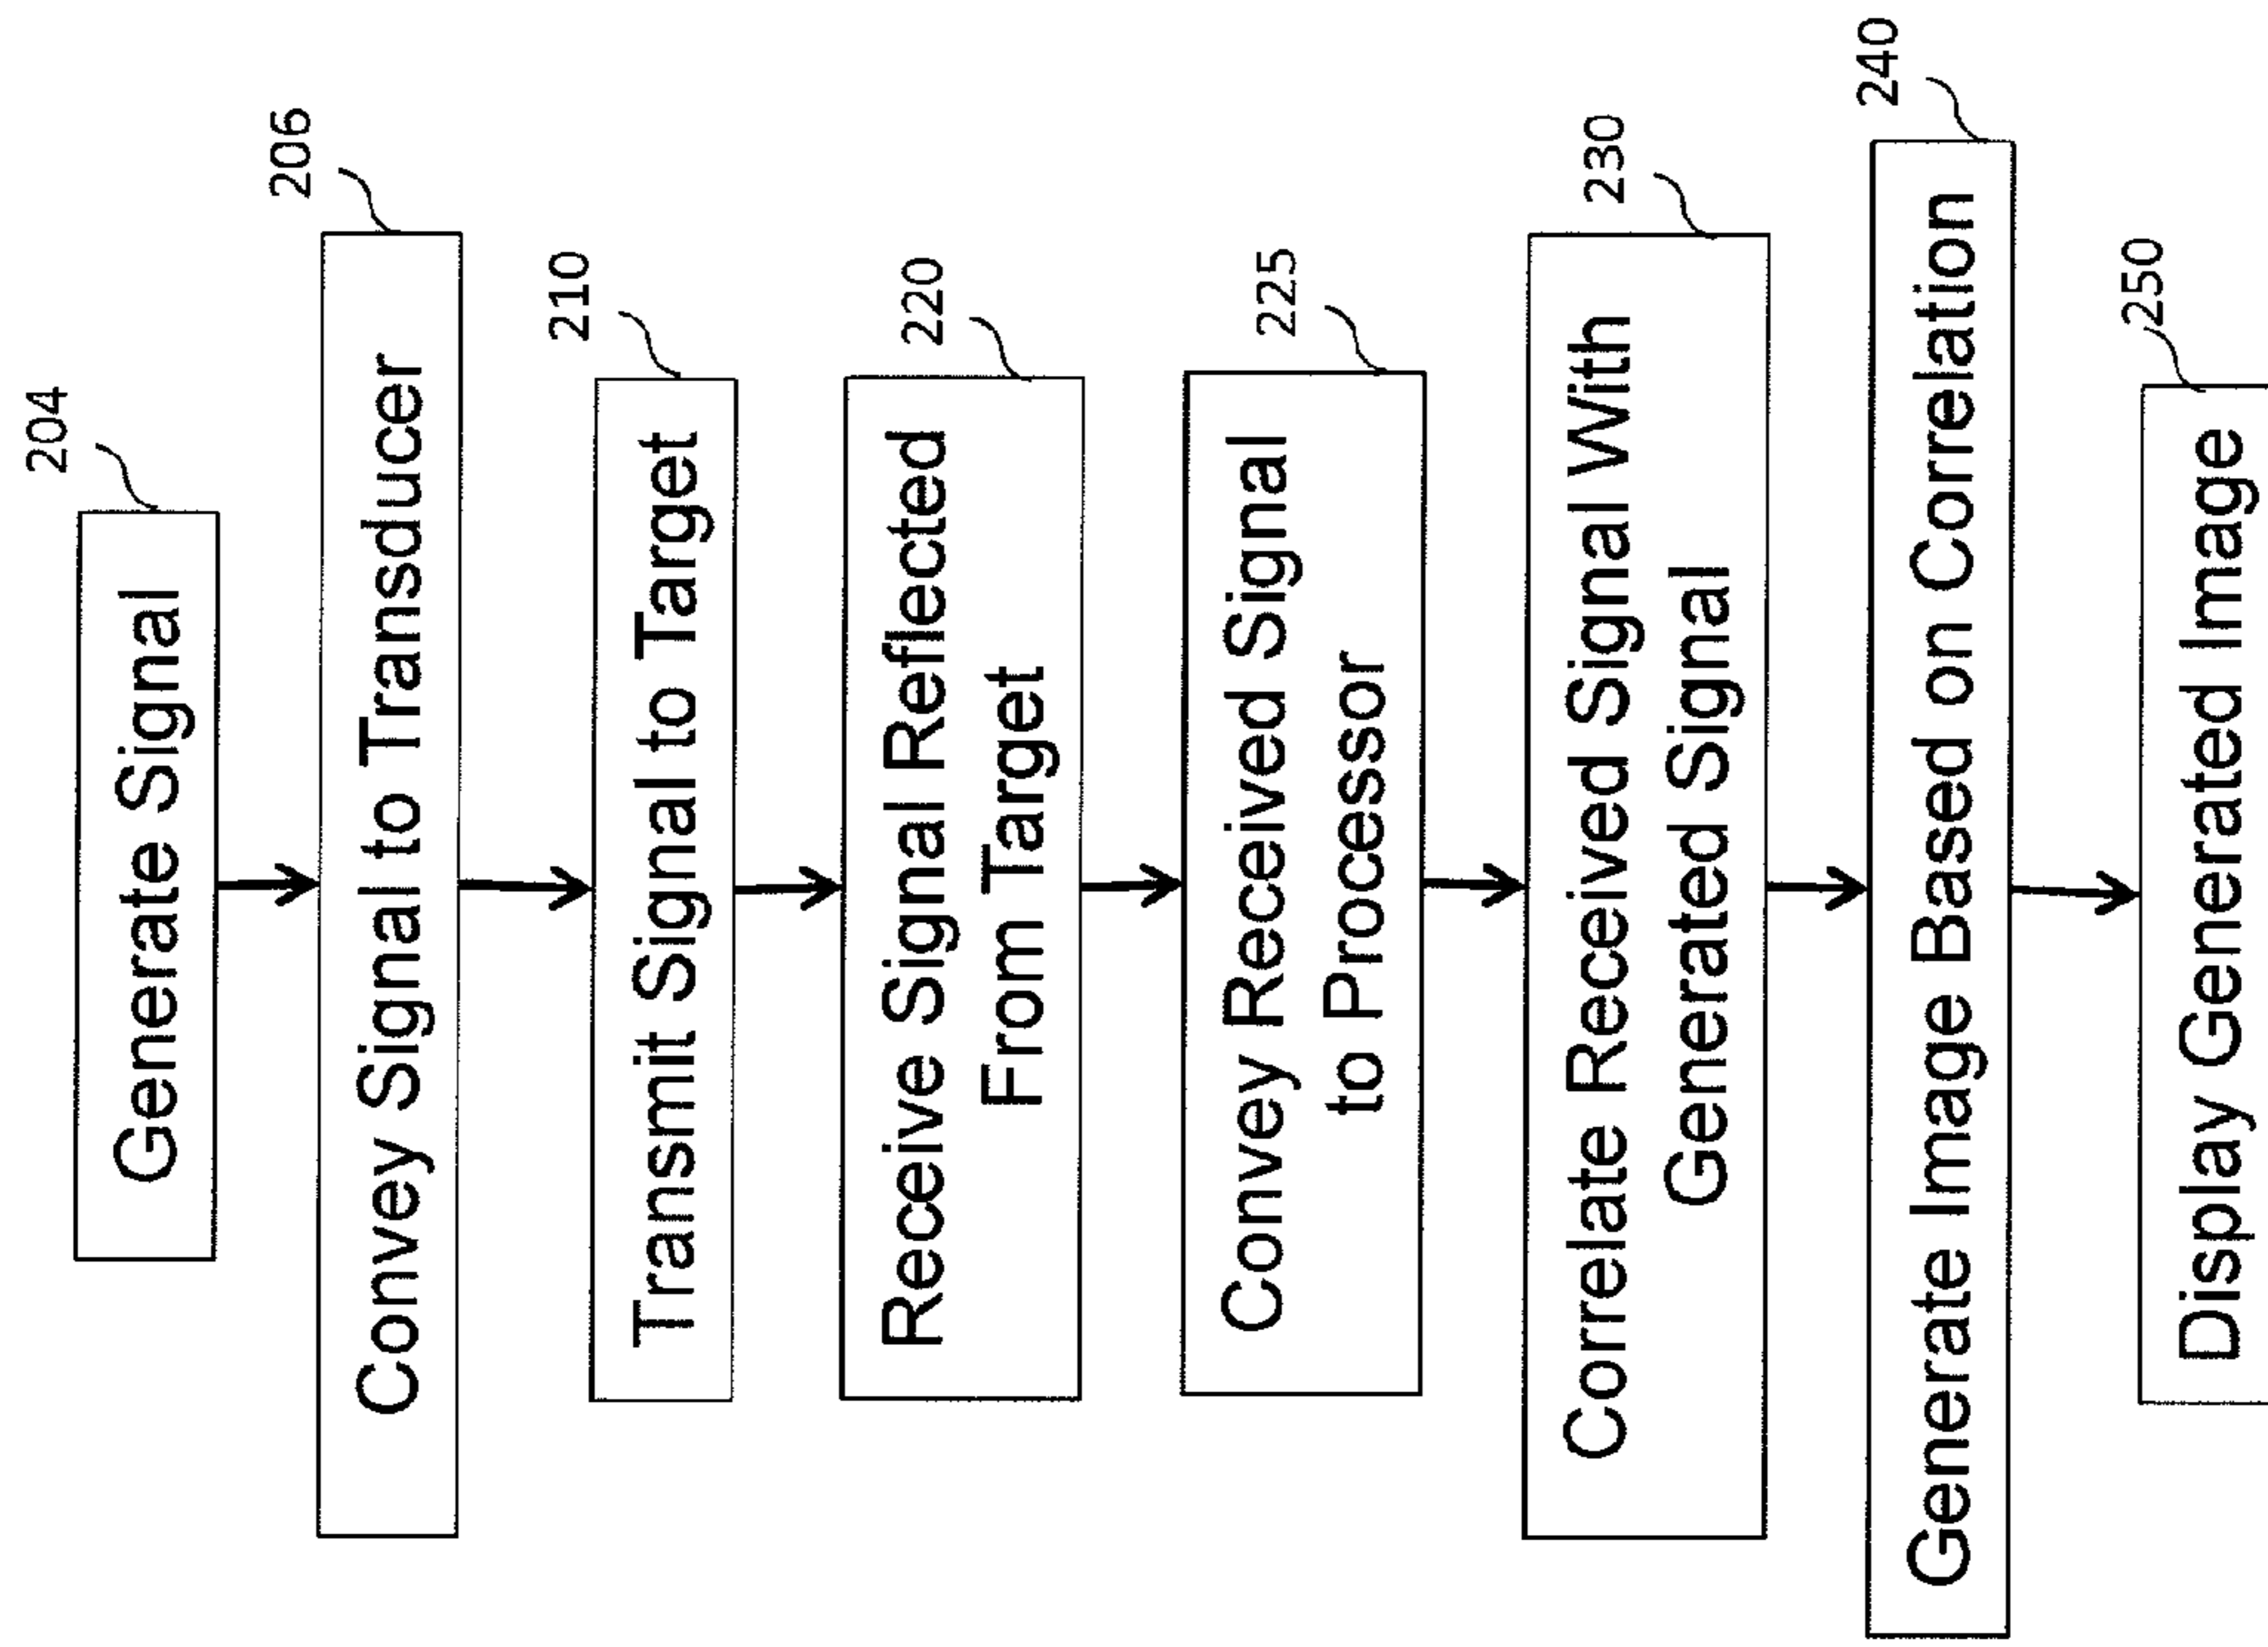 204
Generate Signal
206
Convey Signal to Transducer
210
Transmit Signal to Target
220
Receive Signal Reflected
From Target
225
Convey Received Signal
to Processor
230
Correlate Received Signal With
Generated Signal
240
Generate Image Based on Correlation
250
Display Generated Image